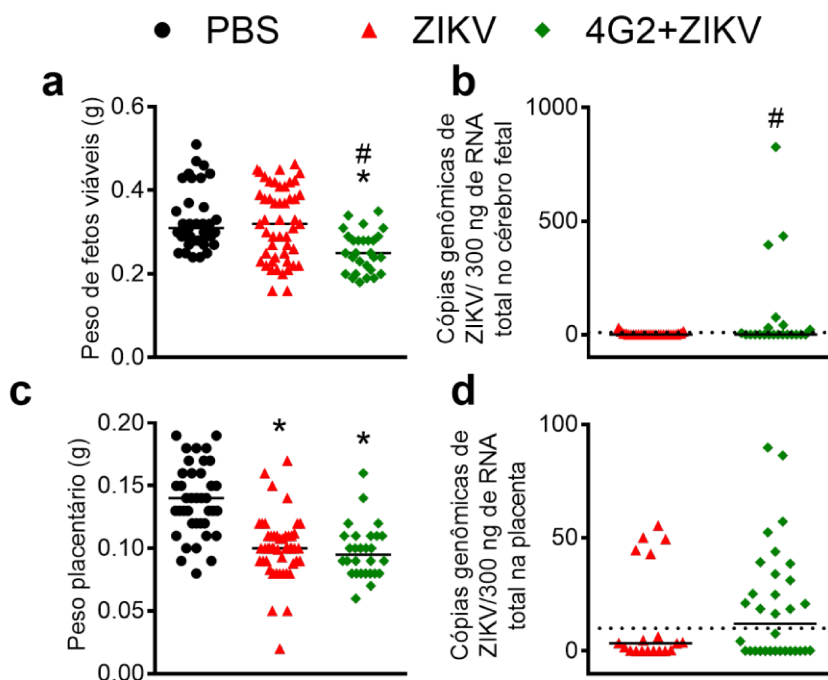 PBS ZIKV 4G2+ZIKV
a
Peso de fetos viáveis (g)
0.6
0.4
0.2
0.0
#
*
b
Cópias genômicas de
ZIKV/ 300 ng de RNA
total no cérebro fetal
1000
500
0
#
c
Peso placentário (g)
0.20
0.15
0.10
0.05
0.00
*
*
d
Cópias genômicas de
ZIKV/300 ng de RNA
total na placenta
100
50
0